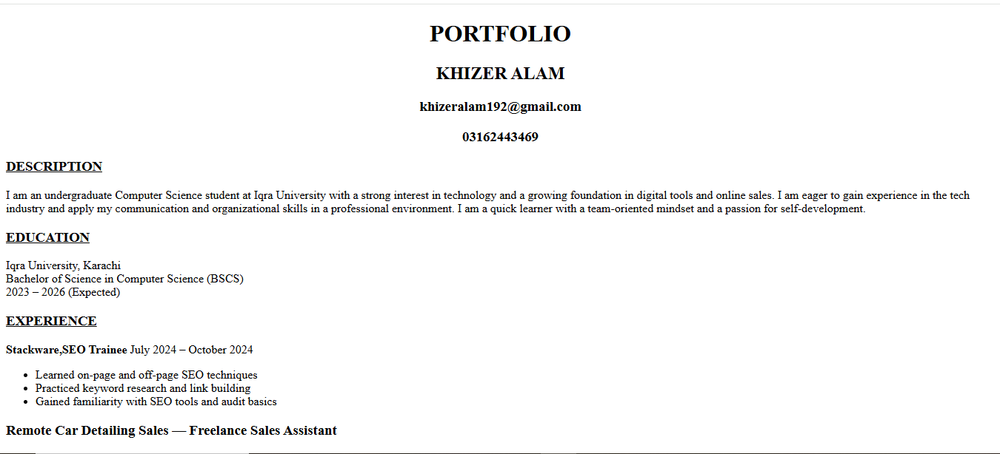 PORTFOLIO
KHIZER ALAM
khizeralam192@gmail.com
03162443469
DESCRIPTION
I am an undergraduate Computer Science student at Iqra University with a strong interest in technology and a growing foundation in digital tools and online sales. I am eager to gain experience in the tech
industry and apply my communication and organizational skills in a professional environment. I am a quick learner with a team-oriented mindset and a passion for self-development.
EDUCATION
Iqra University, Karachi
Bachelor of Science in Computer Science (BSCS)
2023 – 2026 (Expected)
EXPERIENCE
Stackware,SEO Trainee July 2024 – October 2024
• Learned on-page and off-page SEO techniques
• Practiced keyword research and link building
• Gained familiarity with SEO tools and audit basics
Remote Car Detailing Sales — Freelance Sales Assistant